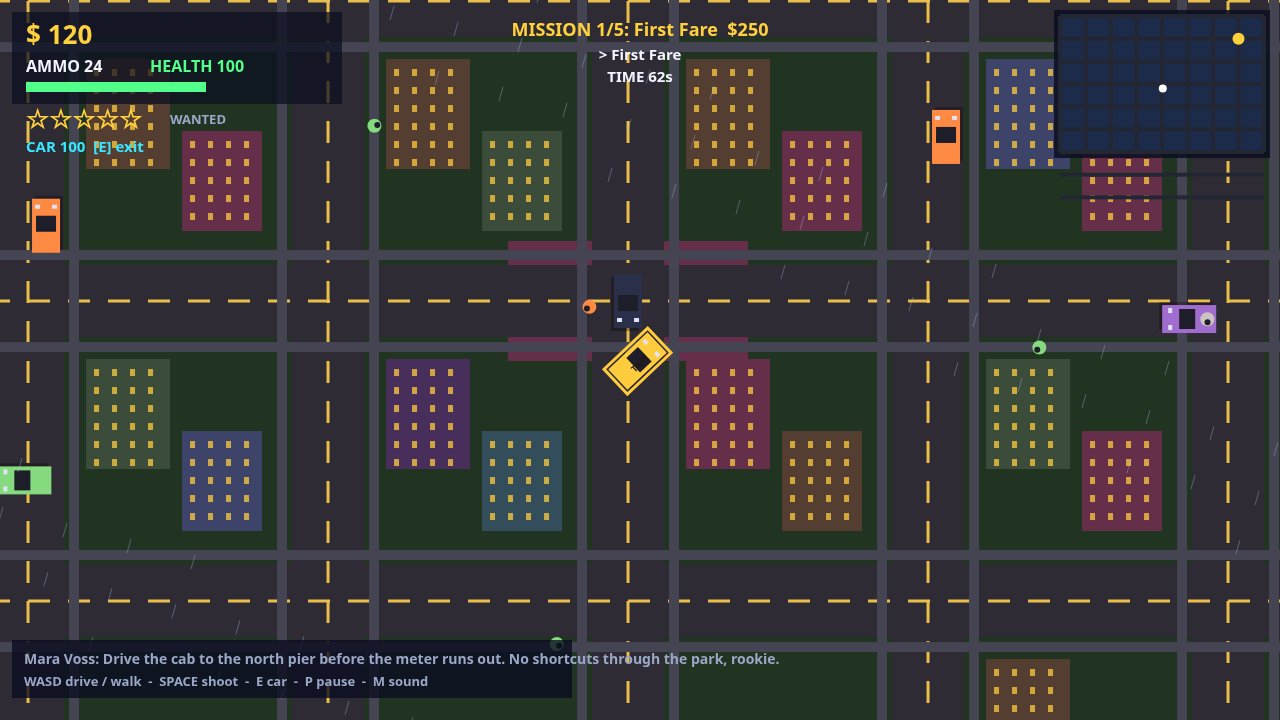 $ 120
AMMO 24 HEALTH 100
☆☆☆☆☆ WANTED
CAR 100 [E] exit
MISSION 1/5: First Fare $250
> First Fare
TIME 62s
Mara Voss: Drive the cab to the north pier before the meter runs out. No shortcuts through the park, rookie.
WASD drive / walk - SPACE shoot - E car - P pause - M sound